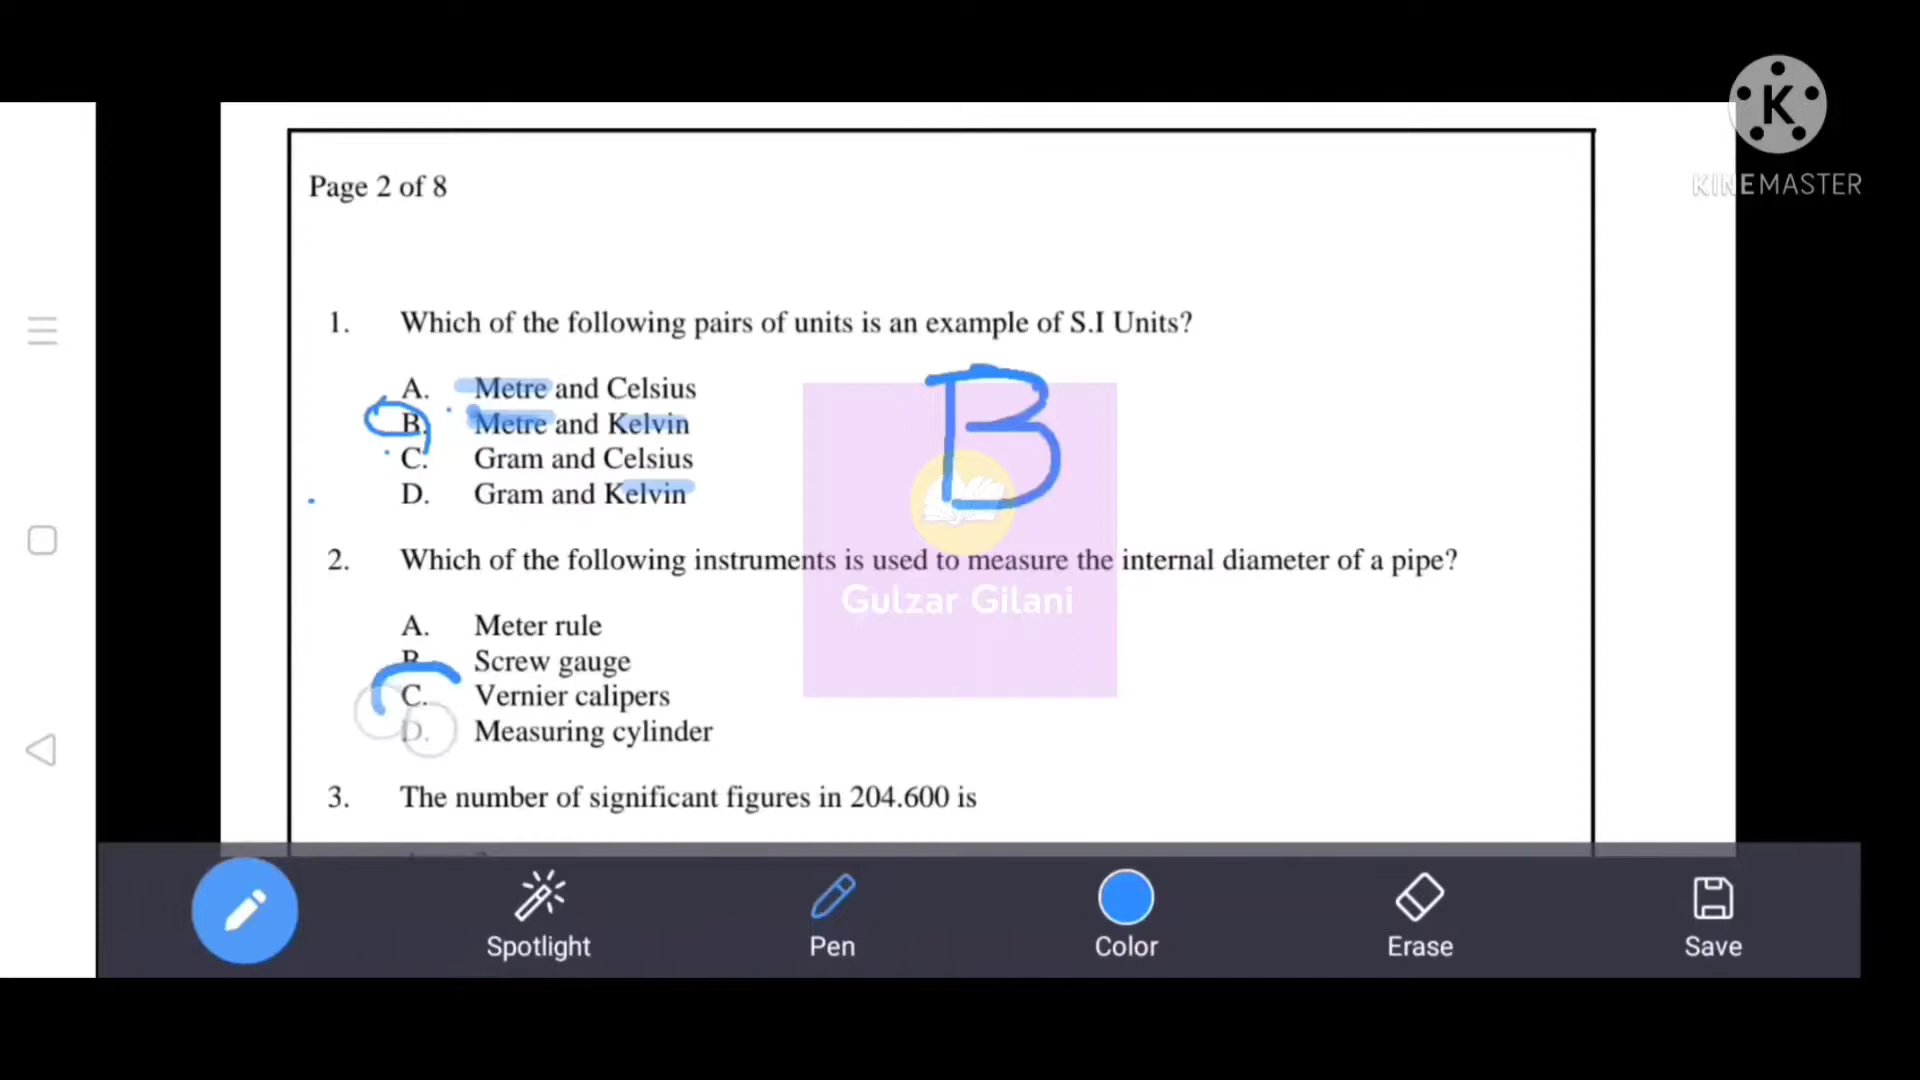 KINEMASTER
Page 2 of 8
1. Which of the following pairs of units is an example of S.I Units?
A. Metre and Celsius
B. Metre and Kelvin
C. Gram and Celsius
D. Gram and Kelvin
B
2. Which of the following instruments is used to measure the internal diameter of a pipe?
Gulzar Gilani
A. Meter rule
B. Screw gauge
C. Vernier calipers
D. Measuring cylinder
3. The number of significant figures in 204.600 is
Spotlight Pen Color Erase Save